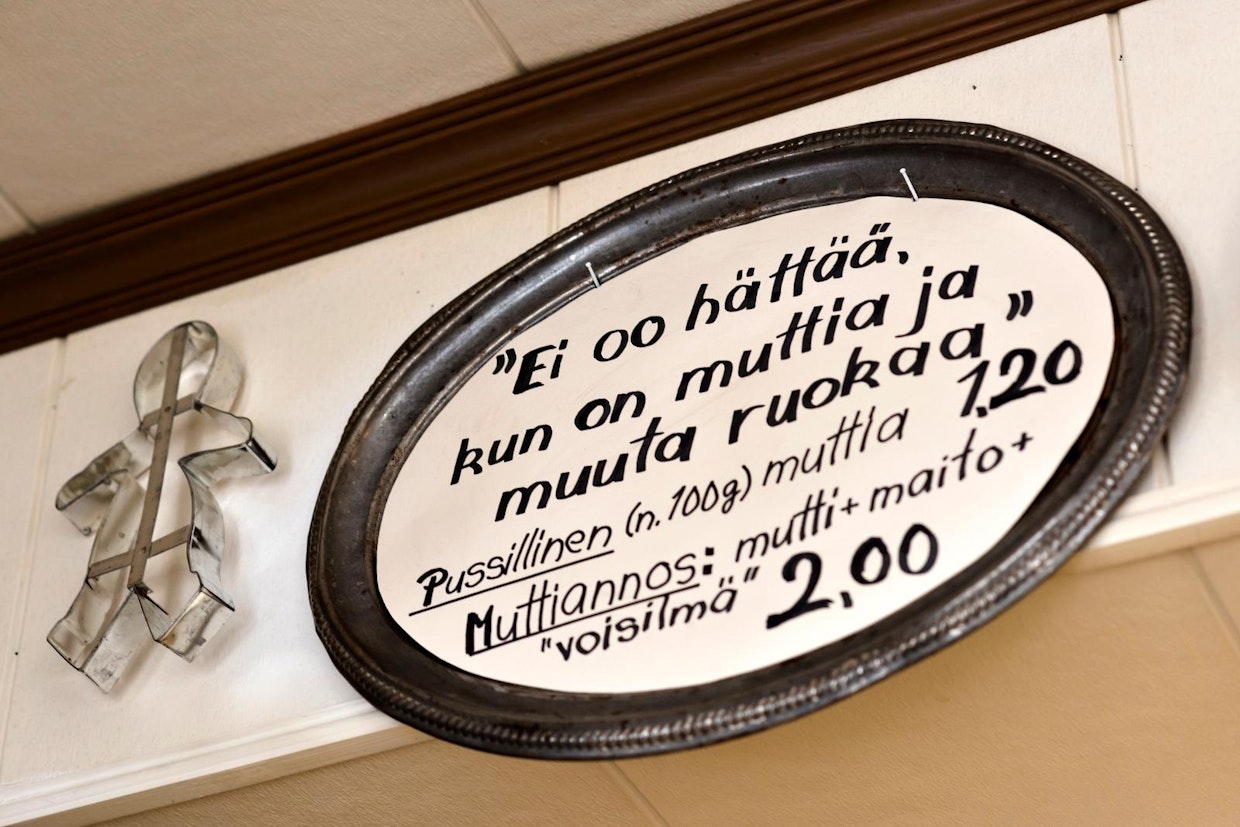 "Ei oo hättää,
kun on muttia ja
muuta ruokaa"
Pussillinen (n. 100g) muttia 1.20
Muttiannos: mutti + maito +
"voisilmä" 2,00